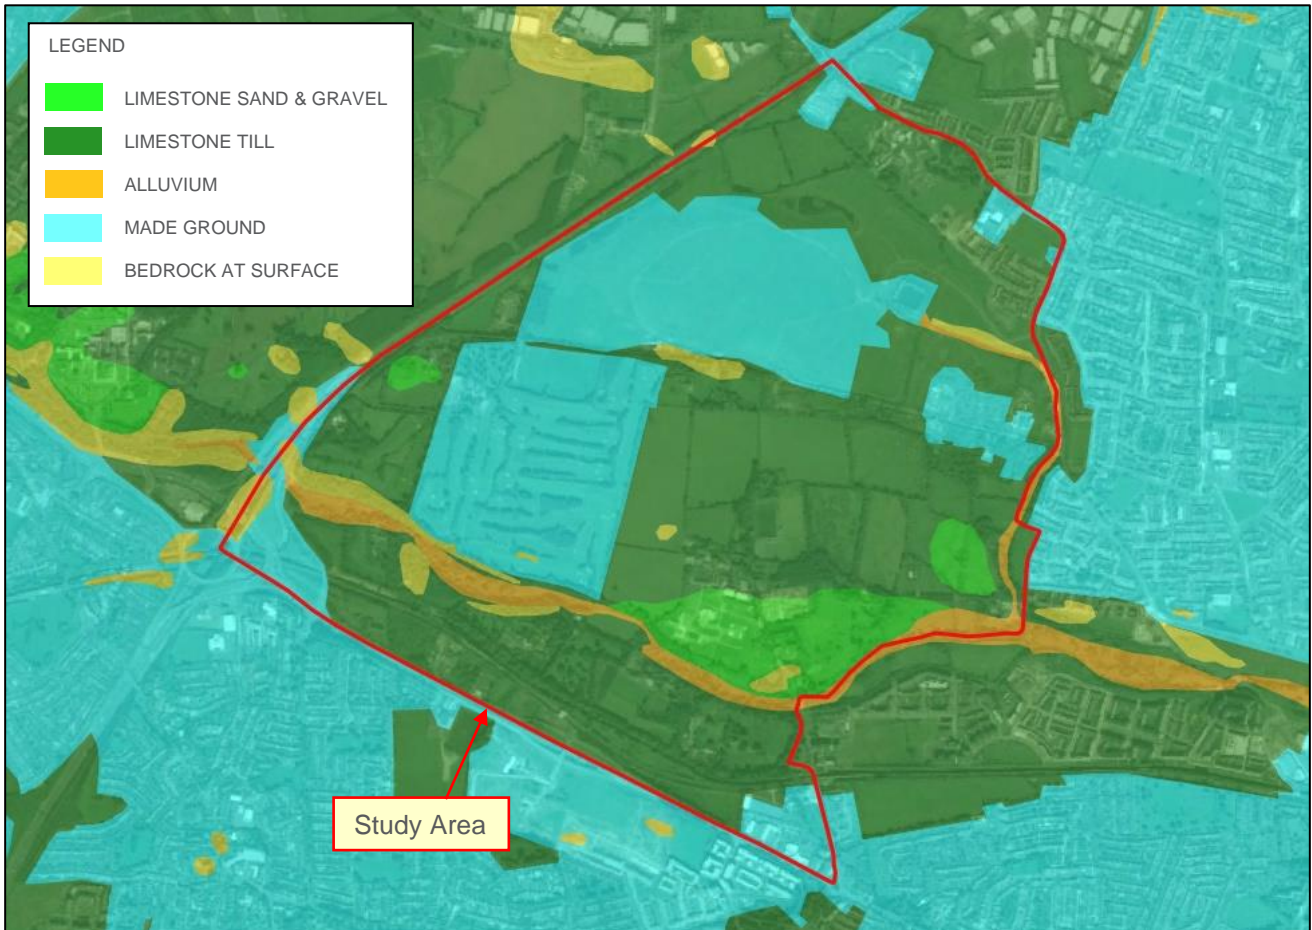 LEGEND
LIMESTONE SAND & GRAVEL
LIMESTONE TILL
ALLUVIUM
MADE GROUND
BEDROCK AT SURFACE
Study Area